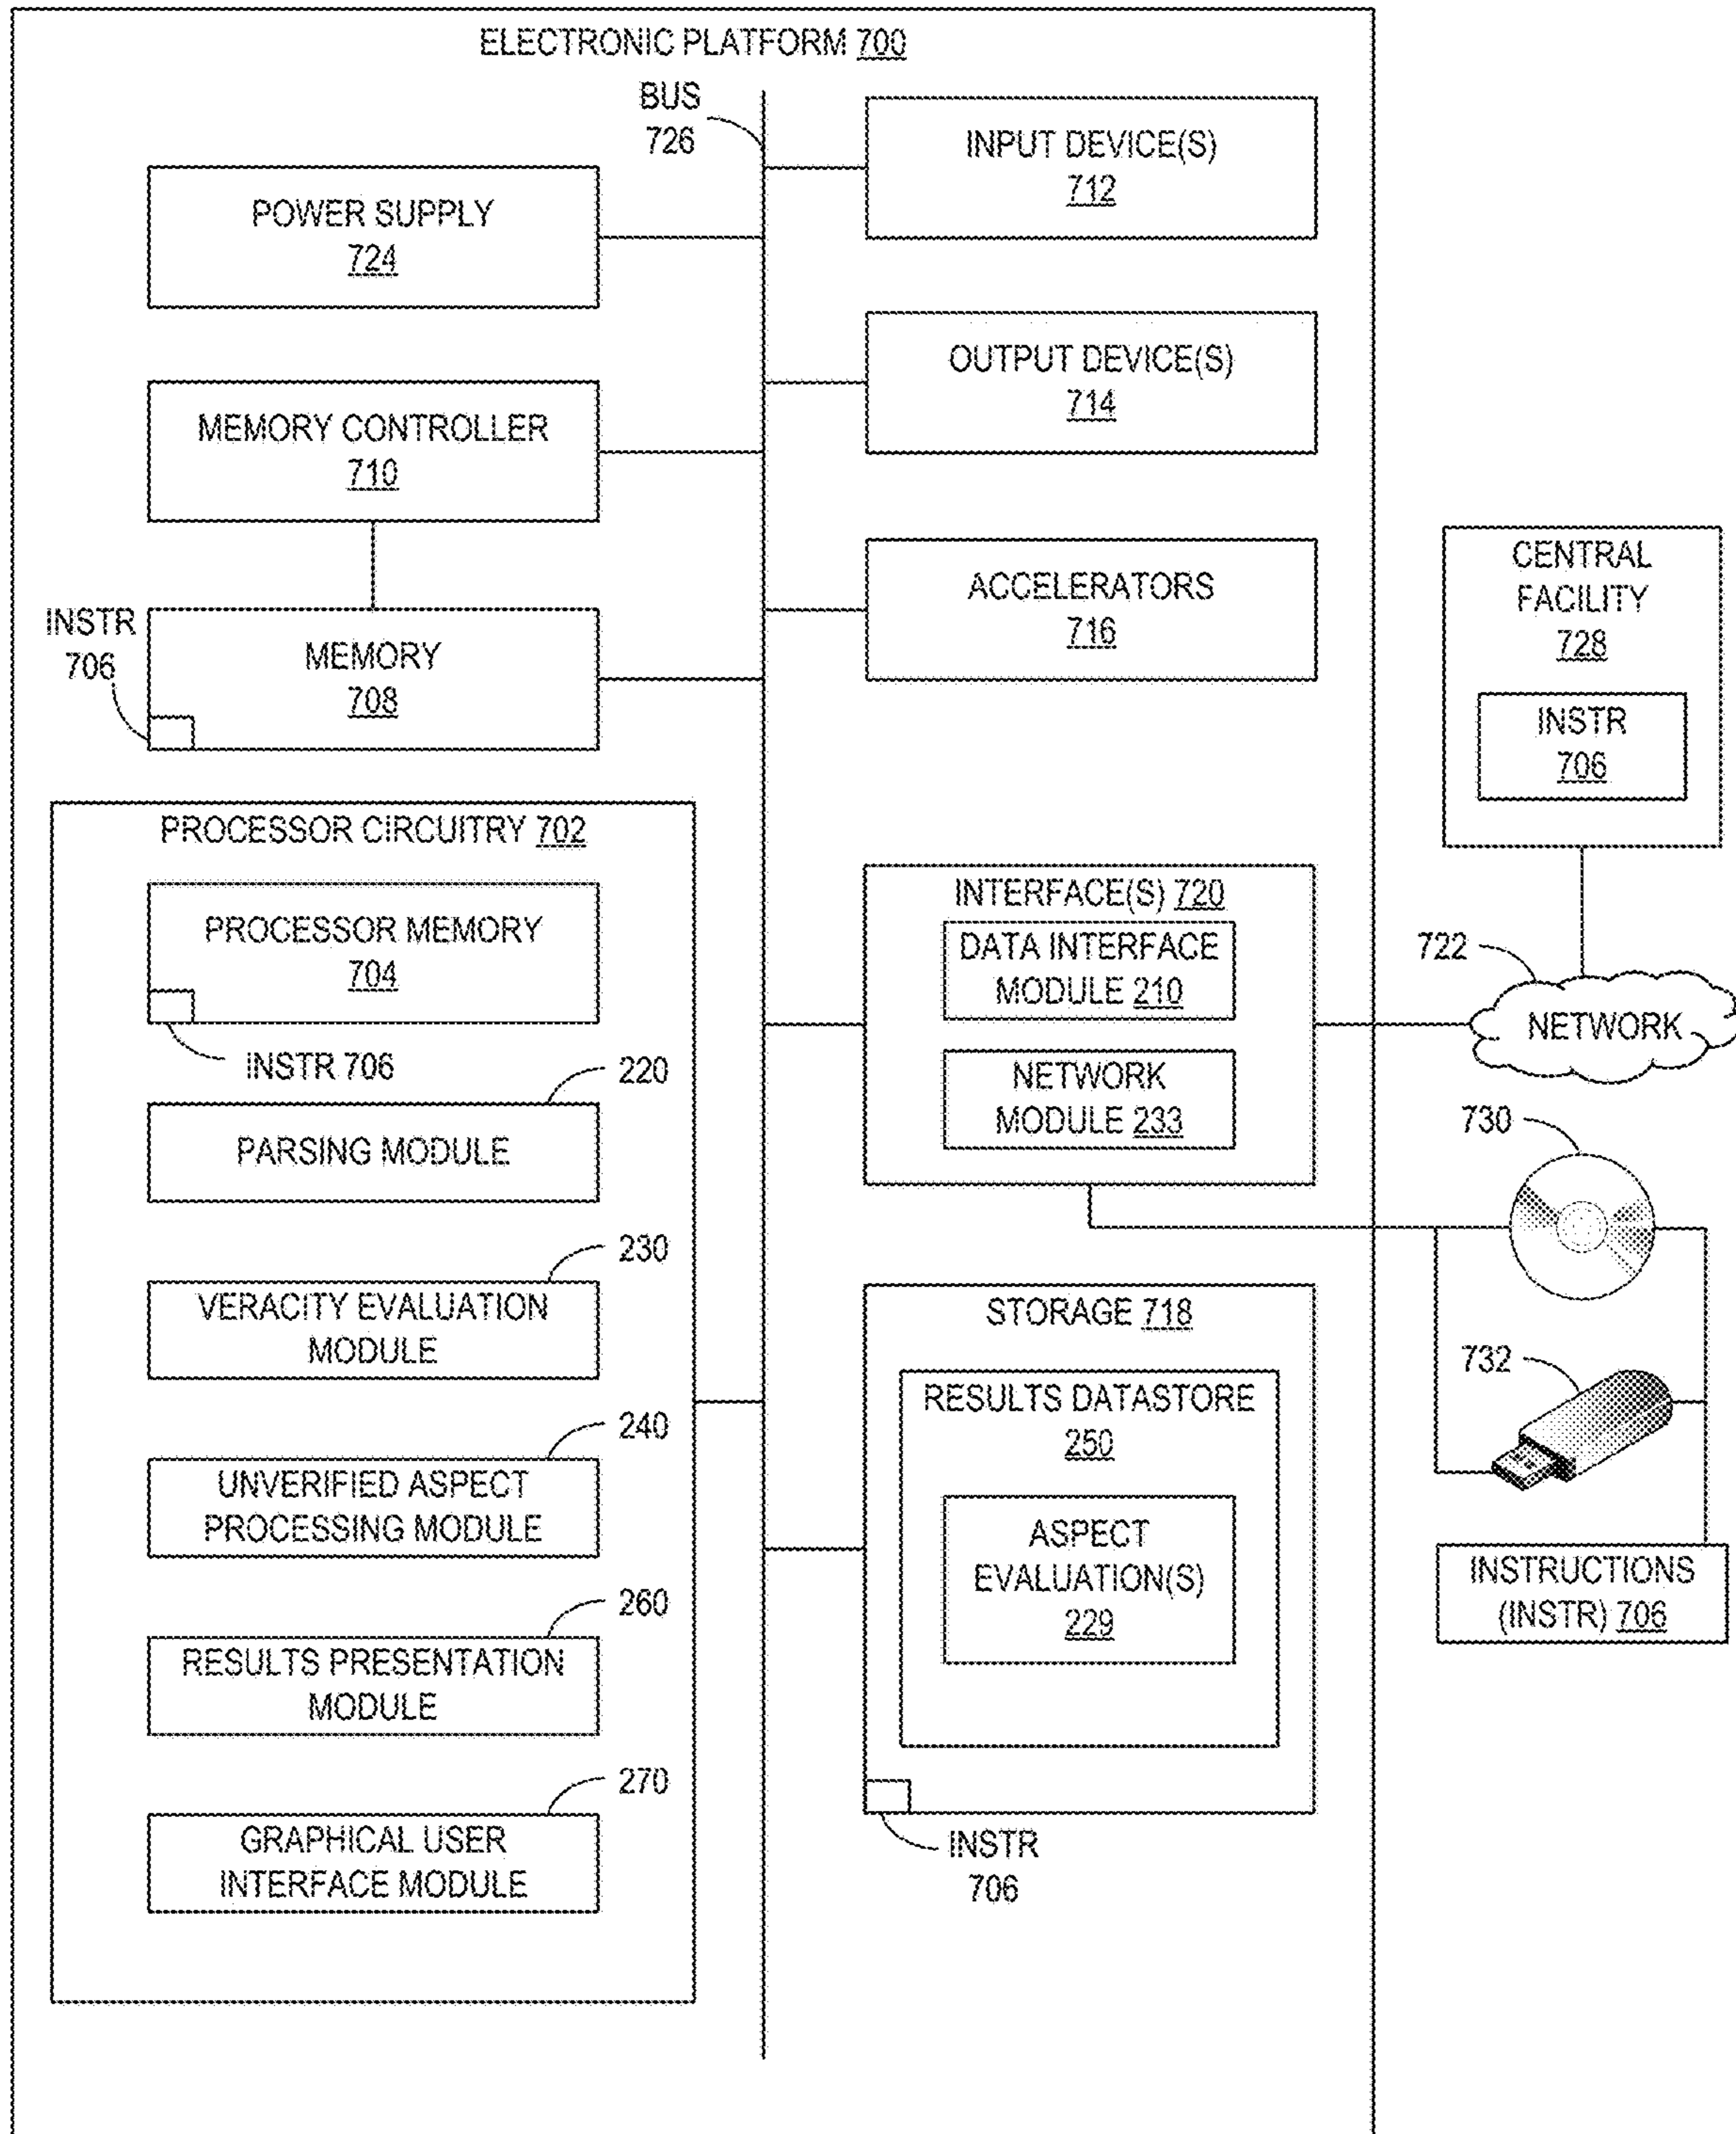 ELECTRONIC PLATFORM 700
BUS
726
POWER SUPPLY
724
MEMORY CONTROLLER
710
INSTR
706
MEMORY
708
PROCESSOR CIRCUITRY 702
PROCESSOR MEMORY
704
INSTR 706
220
PARSING MODULE
230
VERACITY EVALUATION
MODULE
240
UNVERIFIED ASPECT
PROCESSING MODULE
260
RESULTS PRESENTATION
MODULE
270
GRAPHICAL USER
INTERFACE MODULE
INPUT DEVICE(S)
712
OUTPUT DEVICE(S)
714
ACCELERATORS
716
INTERFACE(S) 720
DATA INTERFACE
MODULE 210
NETWORK
MODULE 233
STORAGE 718
RESULTS DATASTORE
250
ASPECT
EVALUATION(S)
229
INSTR
706
CENTRAL
FACILITY
728
INSTR
706
722
NETWORK
730
732
INSTRUCTIONS
(INSTR) 706